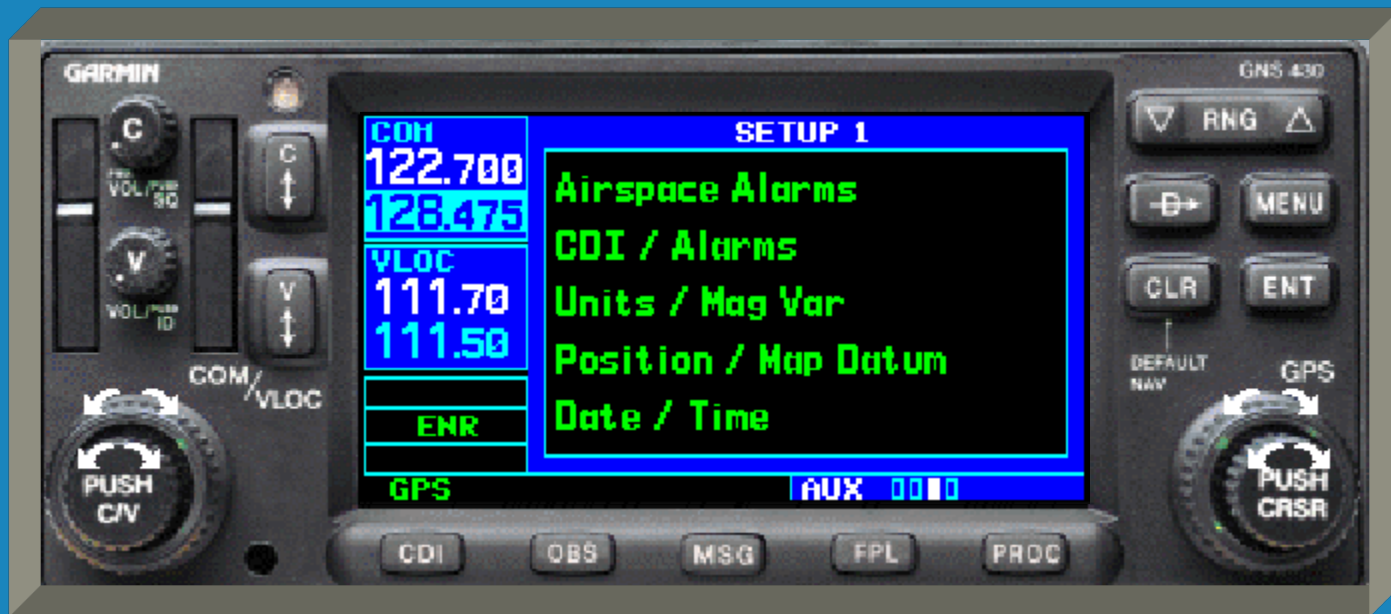 GARMIN
GNS 430
C
VOL/PUSH SQ
V
VOL/PUSH ID
C
V
COM/VLOC
PUSH
C/V
COM
122.700
128.475
VLOC
111.70
111.50
ENR
GPS
SETUP 1
Airspace Alarms
CDI / Alarms
Units / Mag Var
Position / Map Datum
Date / Time
AUX
RNG
D
MENU
CLR
ENT
DEFAULT
NAV
GPS
PUSH
CRSR
CDI
OBS
MSG
FPL
PROC